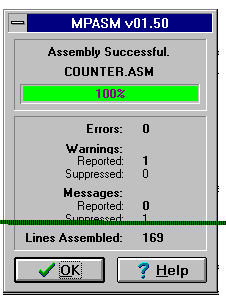 MPASM v01.50
Assembly Successful.
COUNTER.ASM
100%
Errors: 0
Warnings:
Reported: 1
Suppressed: 0
Messages:
Reported: 0
Suppressed: 1
Lines Assembled: 169
OK
? Help